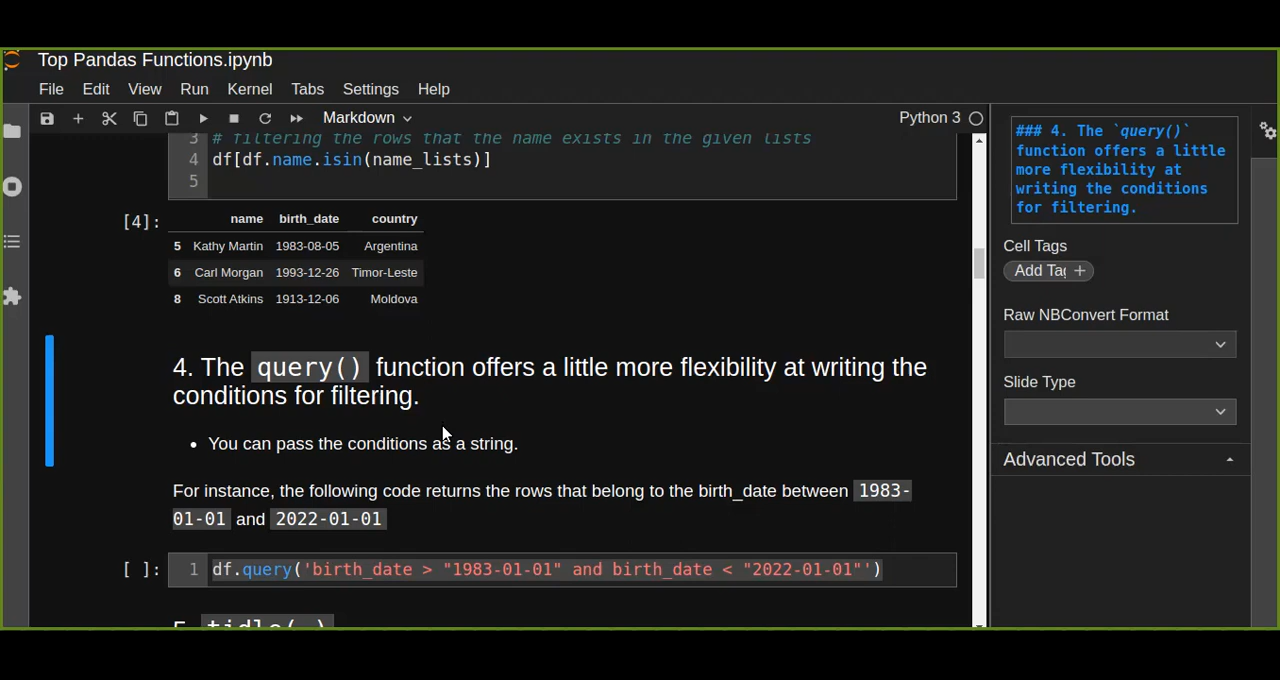 Top Pandas Functions.ipynb
File Edit View Run Kernel Tabs Settings Help
Markdown
Python 3
3 # filtering the rows that the name exists in the given lists
4 df[df.name.isin(name_lists)]
5
[4]:
name birth_date country
5 Kathy Martin 1983-08-05 Argentina
6 Carl Morgan 1993-12-26 Timor-Leste
8 Scott Atkins 1913-12-06 Moldova
4. The query() function offers a little more flexibility at writing the
conditions for filtering.
• You can pass the conditions as a string.
For instance, the following code returns the rows that belong to the birth_date between 1983-
01-01 and 2022-01-01
[ ]: 1 df.query('birth_date > "1983-01-01" and birth_date < "2022-01-01"')
### 4. The `query()`
function offers a little
more flexibility at
writing the conditions
for filtering.
Cell Tags
Add Tag +
Raw NBConvert Format
Slide Type
Advanced Tools